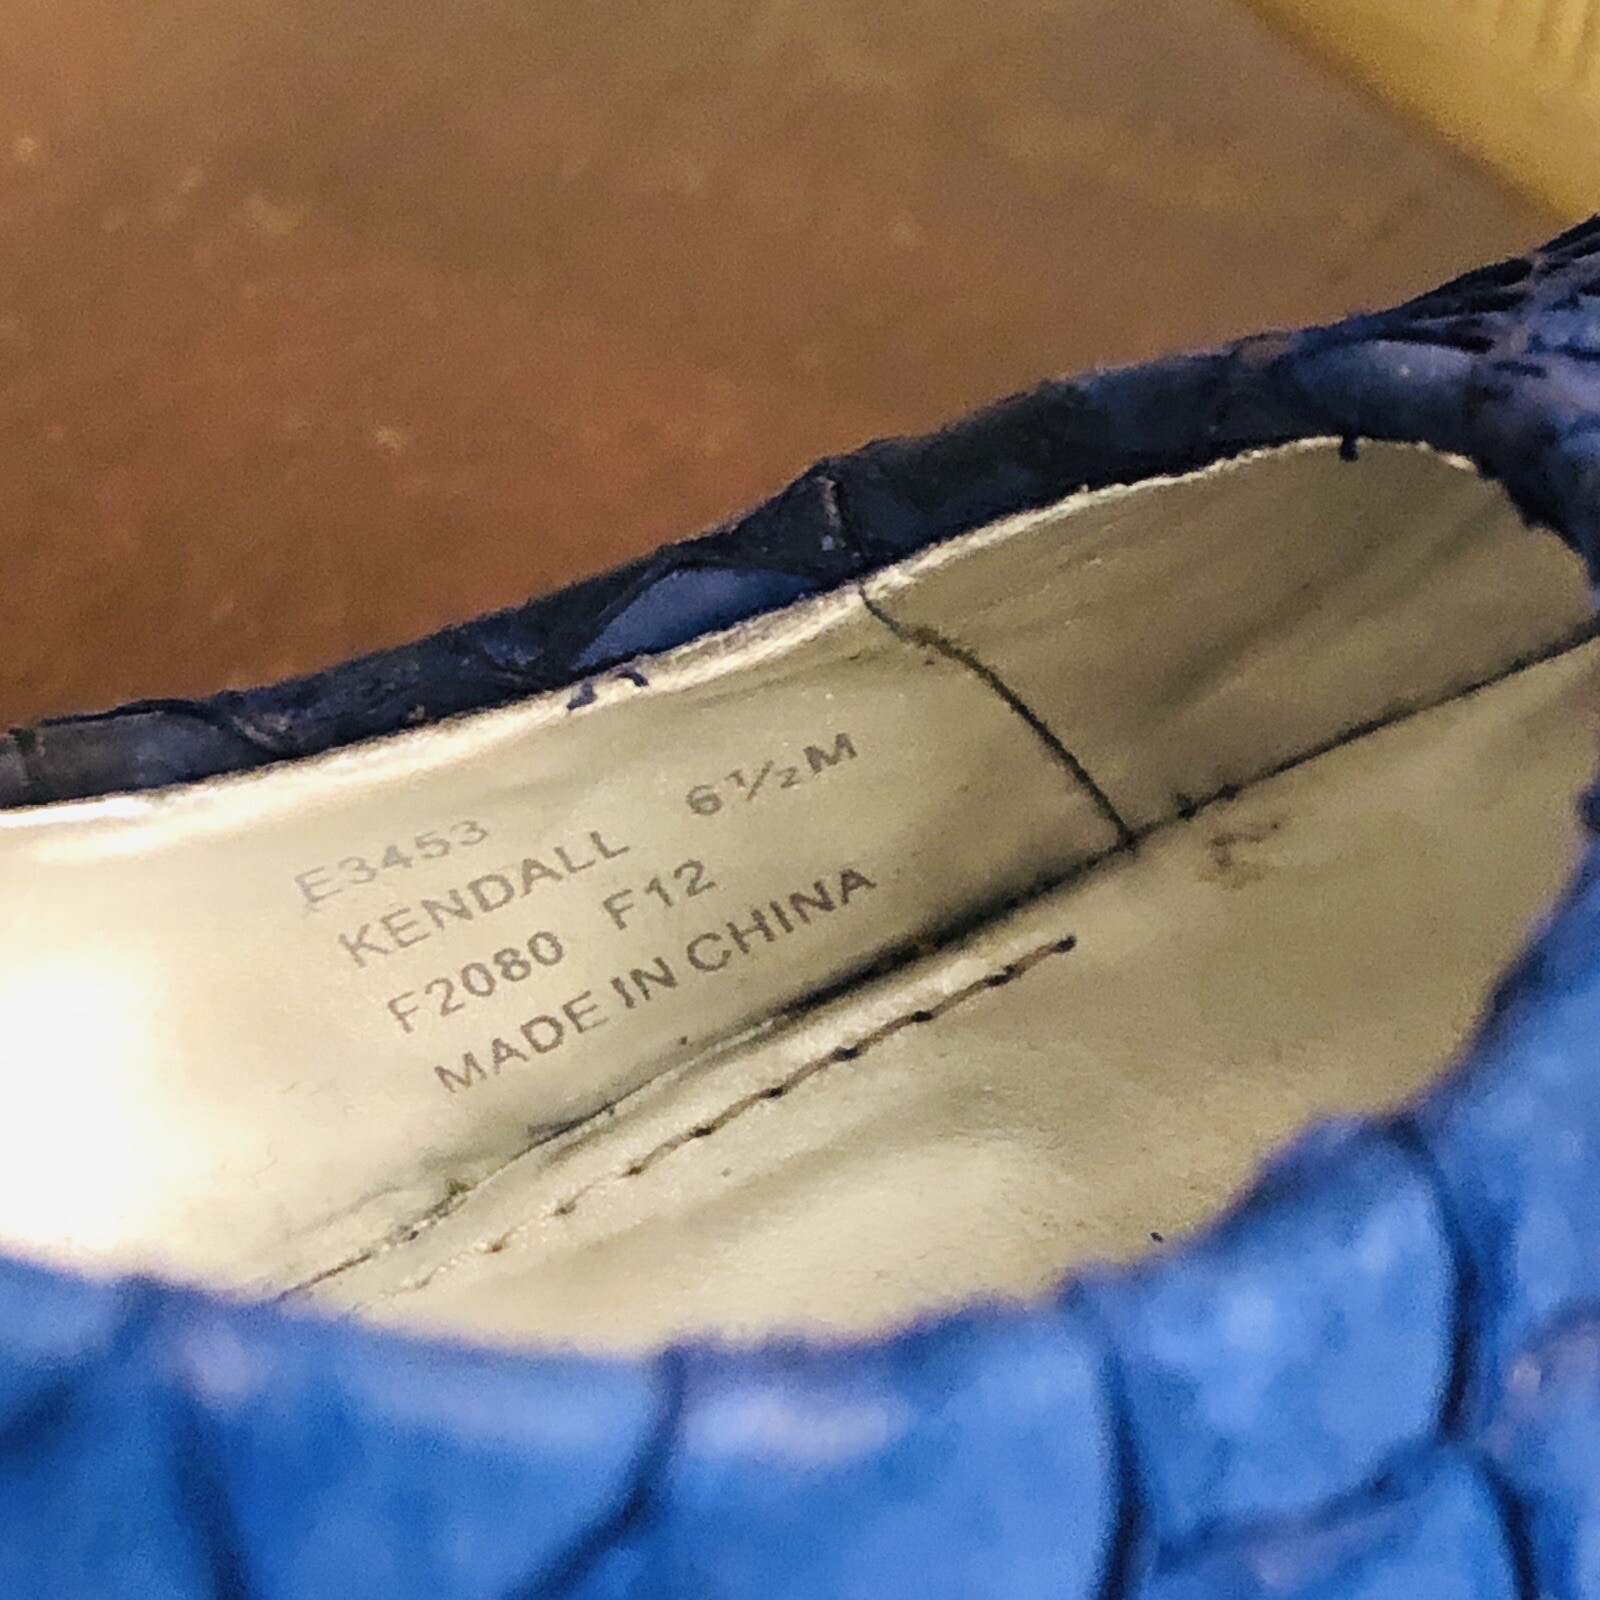 E3453
KENDALL 6½M
F2080 F12
MADE IN CHINA